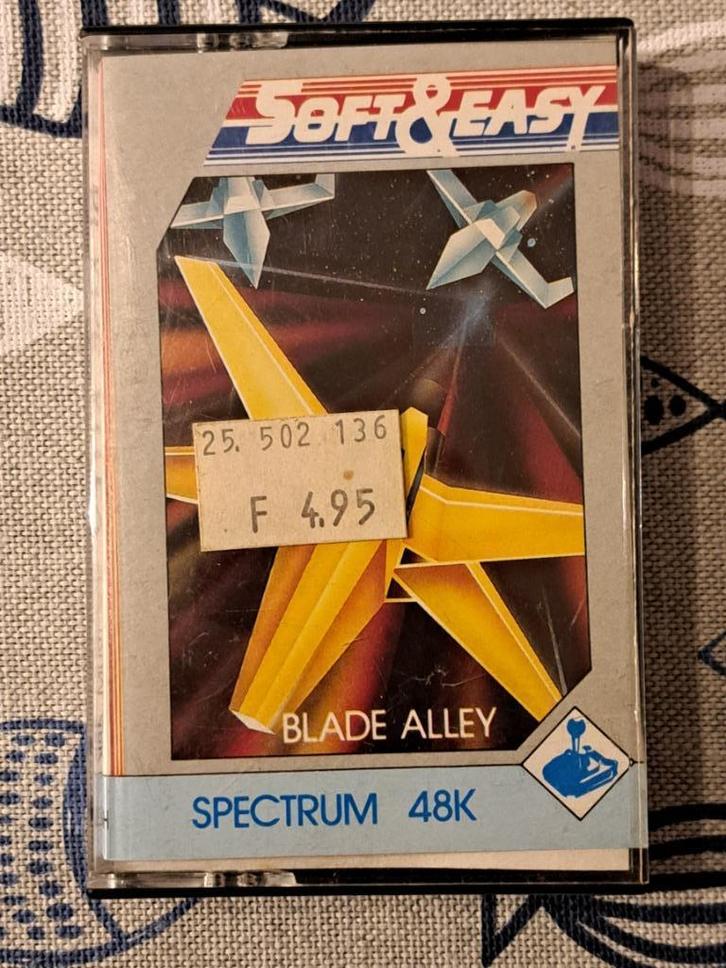 SOFT&EASY
25. 502 136
F 4.95
BLADE ALLEY
SPECTRUM 48K